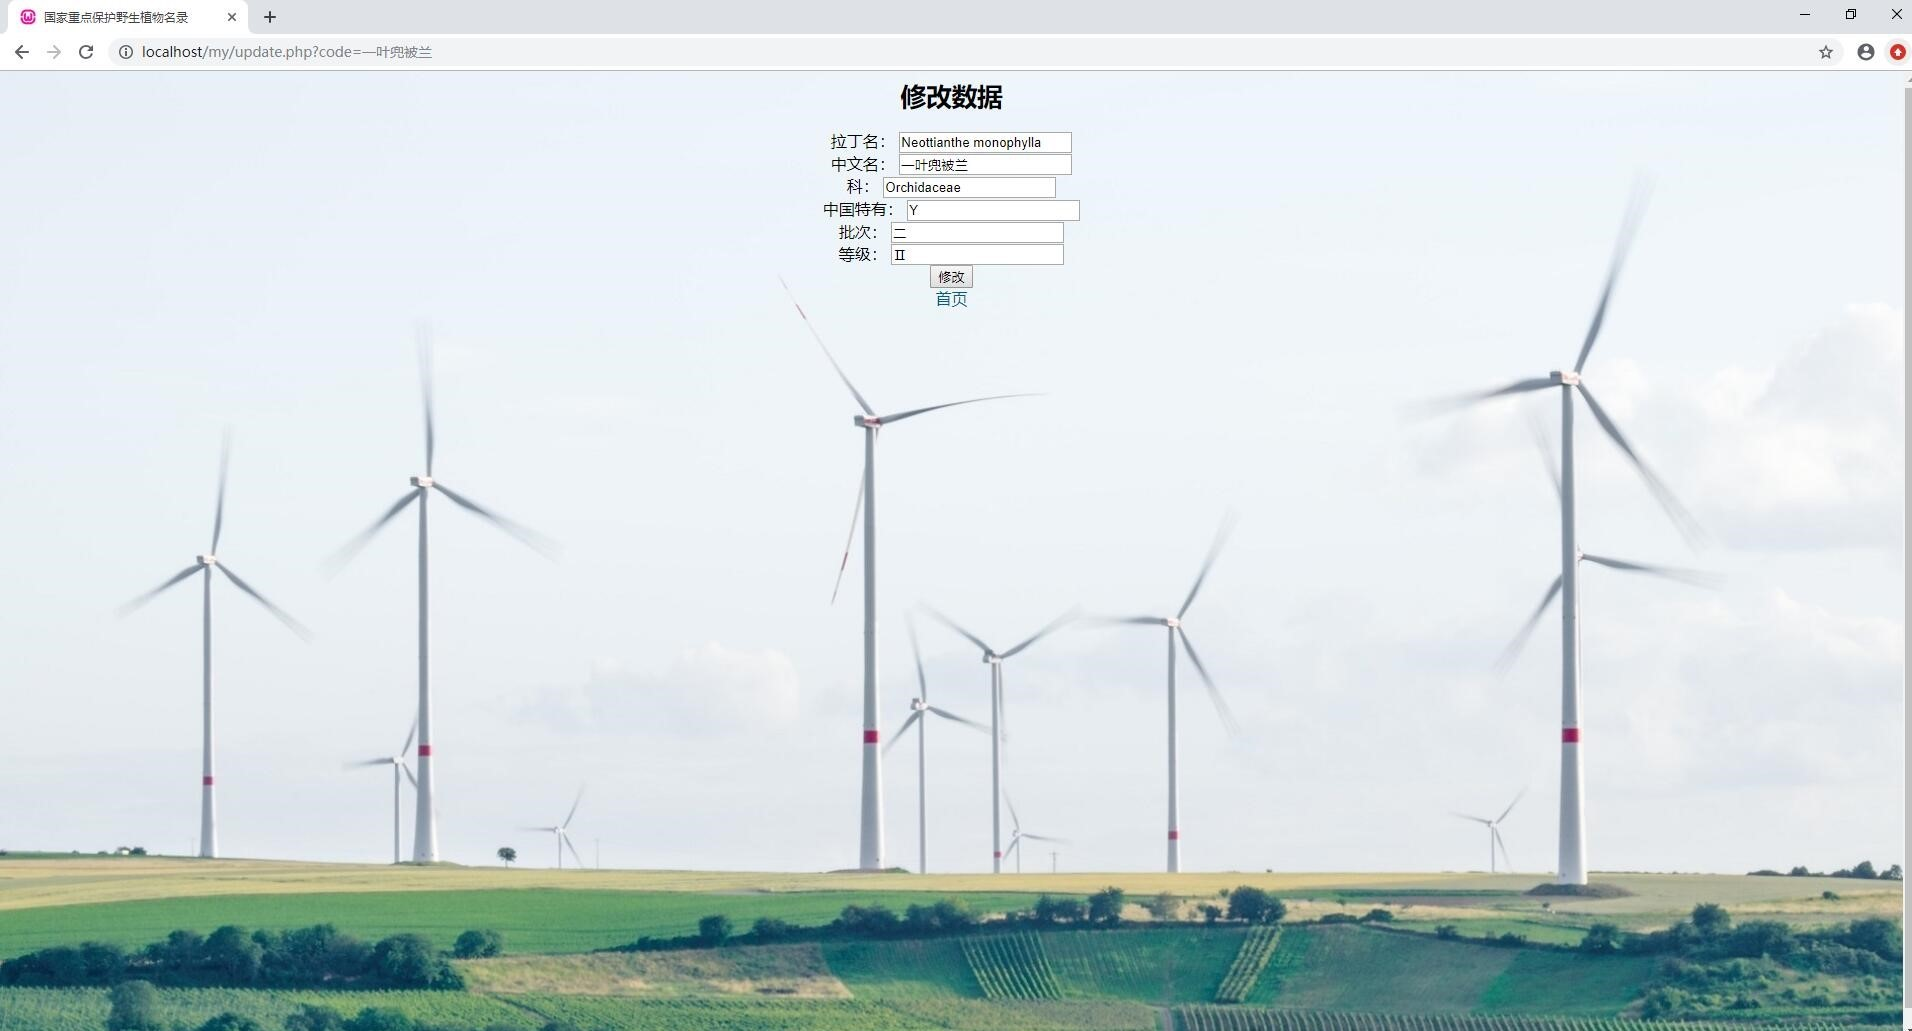 国家重点保护野生植物名录
localhost/my/update.php?code=一叶兜被兰
修改数据
拉丁名： Neottianthe monophylla
中文名： 一叶兜被兰
科： Orchidaceae
中国特有： Y
批次： 二
等级： Ⅱ
修改
首页